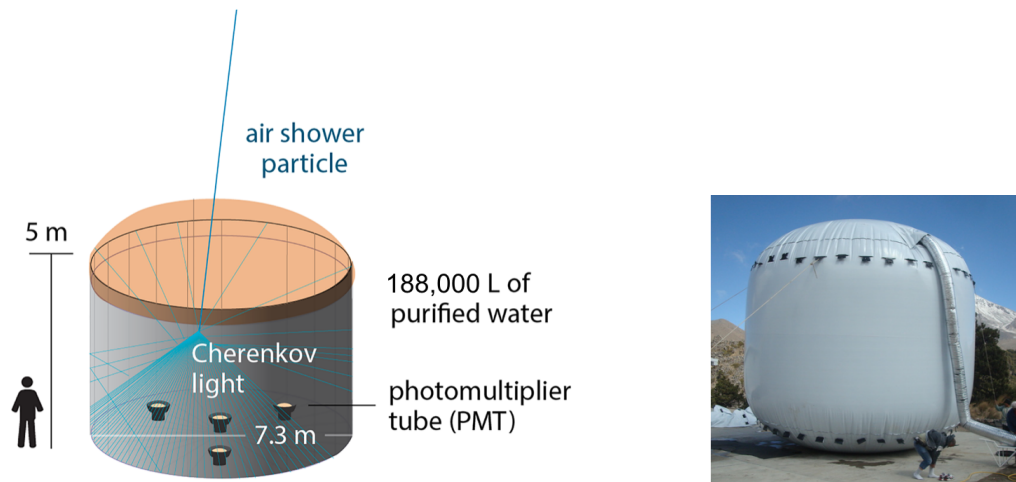 air shower
particle
5 m
188,000 L of
purified water
Cherenkov
light
photomultiplier
tube (PMT)
7.3 m